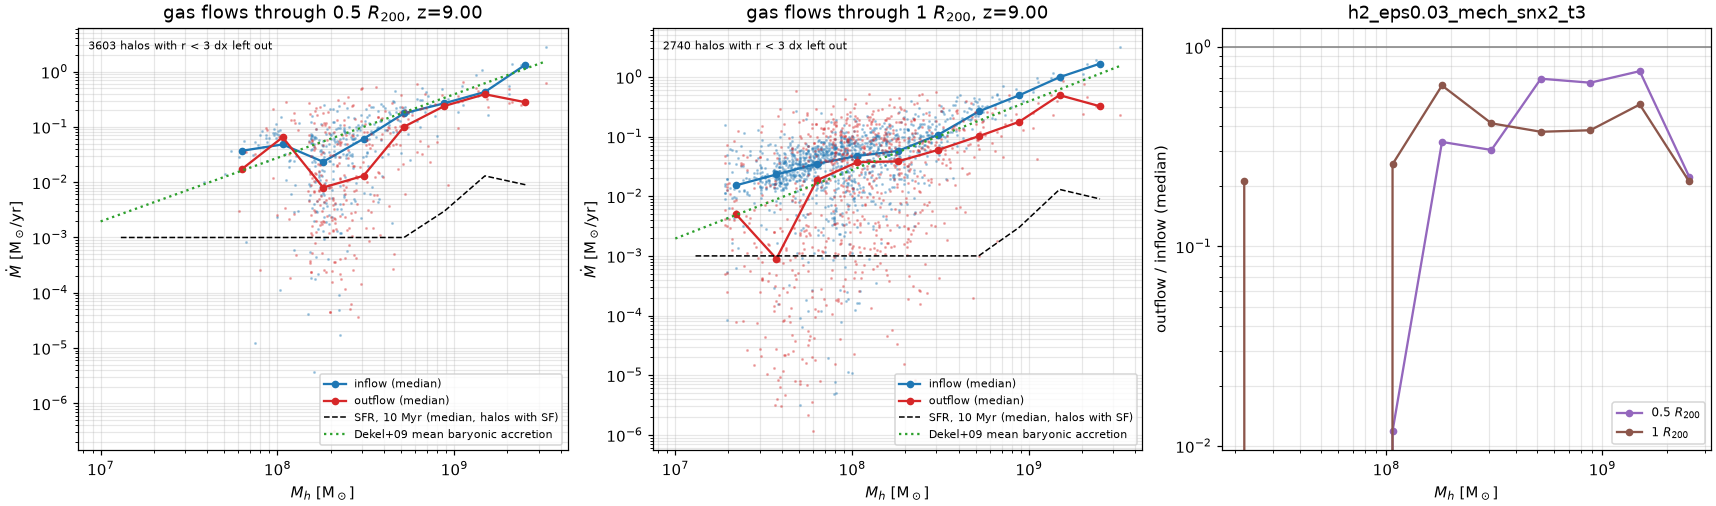 gas flows through 0.5 R₂₀₀, z=9.00
3603 halos with r < 3 dx left out
10⁰
10⁻¹
10⁻²
10⁻³
10⁻⁴
10⁻⁵
10⁻⁶
Ṁ [M⊙/yr]
inflow (median)
outflow (median)
SFR, 10 Myr (median, halos with SF)
Dekel+09 mean baryonic accretion
10⁷
10⁸
10⁹
M_h [M⊙]
gas flows through 1 R₂₀₀, z=9.00
2740 halos with r < 3 dx left out
10⁰
10⁻¹
10⁻²
10⁻³
10⁻⁴
10⁻⁵
10⁻⁶
Ṁ [M⊙/yr]
inflow (median)
outflow (median)
SFR, 10 Myr (median, halos with SF)
Dekel+09 mean baryonic accretion
10⁷
10⁸
10⁹
M_h [M⊙]
h2_eps0.03_mech_snx2_t3
10⁰
10⁻¹
10⁻²
outflow / inflow (median)
0.5 R₂₀₀
1 R₂₀₀
10⁸
10⁹
M_h [M⊙]